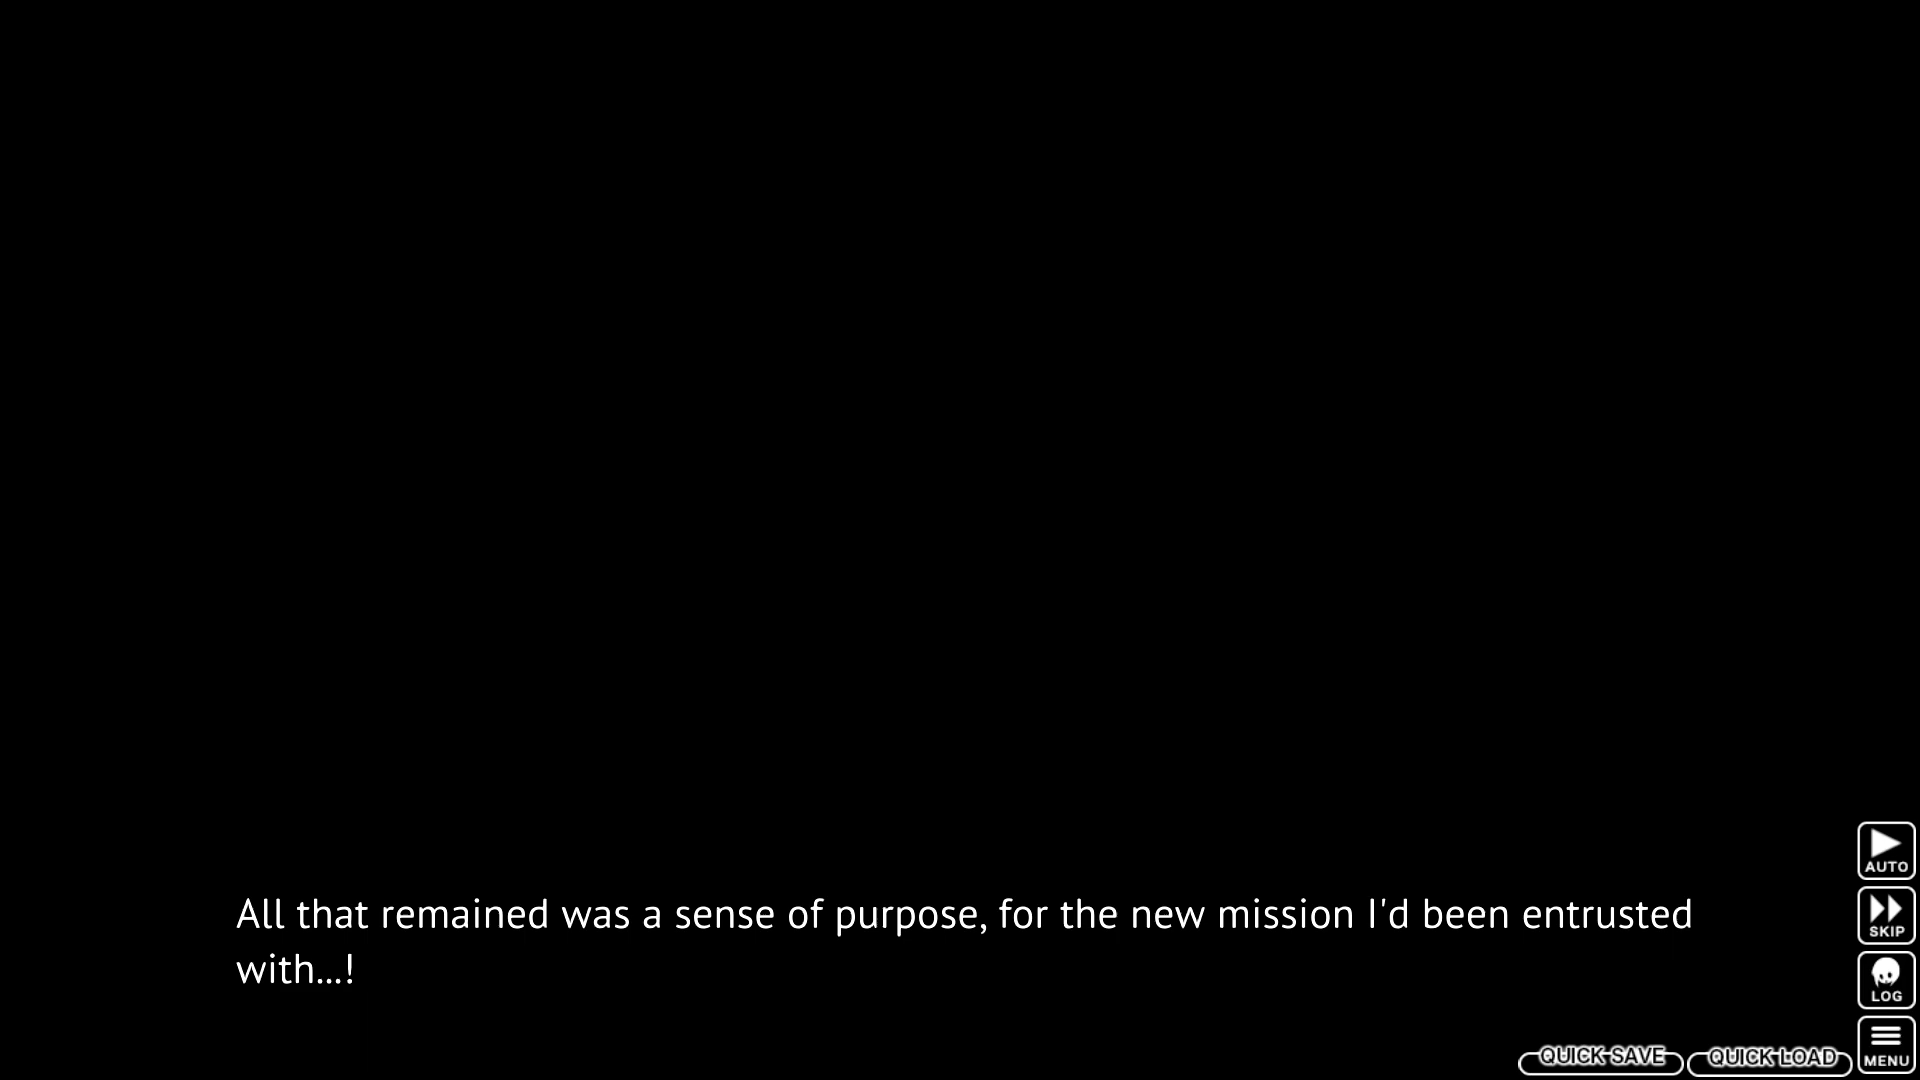 All that remained was a sense of purpose, for the new mission I'd been entrusted
with...!
AUTO
SKIP
LOG
MENU
QUICK SAVE
QUICK LOAD